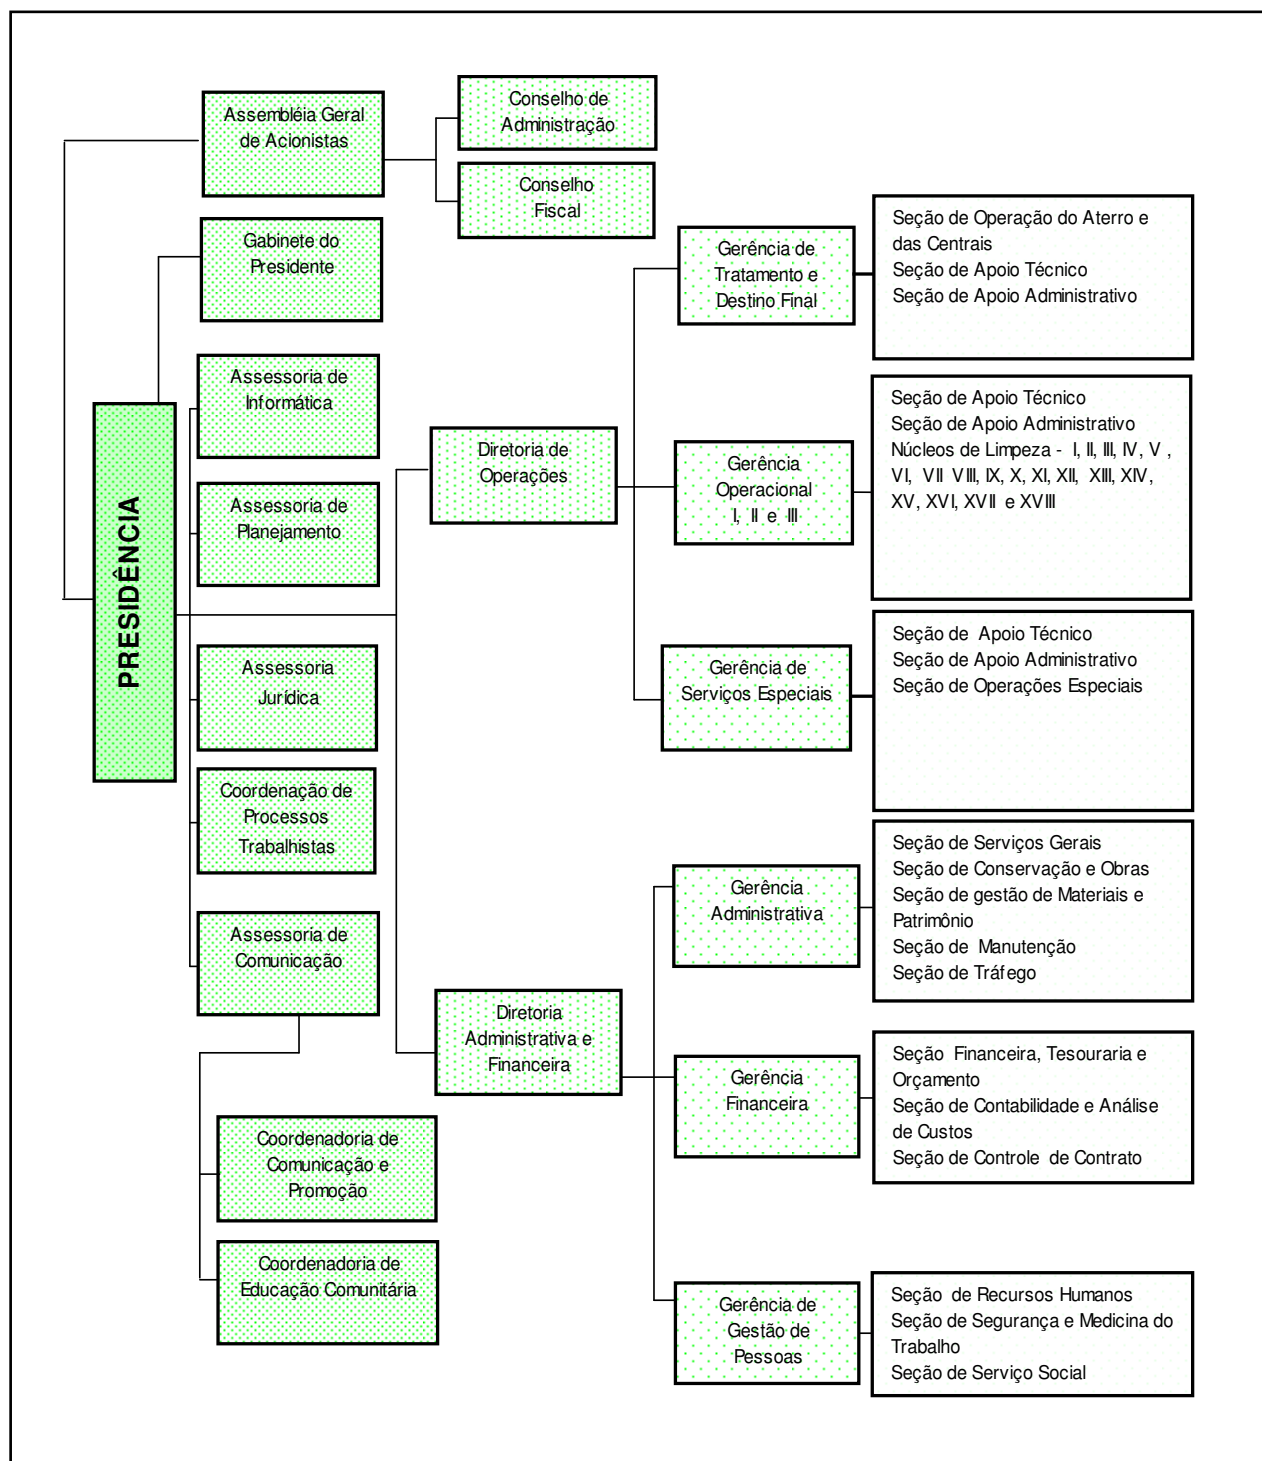 Assembléia Geral
de Acionistas
Conselho de
Administração
Conselho
Fiscal
Gabinete do
Presidente
Gerência de
Tratamento e
Destino Final
Seção de Operação do Aterro e
das Centrais
Seção de Apoio Técnico
Seção de Apoio Administrativo
Assessoria de
Informática
PRESIDÊNCIA
Assessoria de
Planejamento
Diretoria de
Operações
Gerência
Operacional
I, II e III
Seção de Apoio Técnico
Seção de Apoio Administrativo
Núcleos de Limpeza - I, II, III, IV, V ,
VI, VII VIII, IX, X, XI, XII, XIII, XIV,
XV, XVI, XVII e XVIII
Assessoria
Jurídica
Gerência de
Serviços Especiais
Seção de Apoio Técnico
Seção de Apoio Administrativo
Seção de Operações Especiais
Coordenação de
Processos
Trabalhistas
Assessoria de
Comunicação
Gerência
Administrativa
Seção de Serviços Gerais
Seção de Conservação e Obras
Seção de gestão de Materiais e
Patrimônio
Seção de Manutenção
Seção de Tráfego
Diretoria
Administrativa e
Financeira
Gerência
Financeira
Seção Financeira, Tesouraria e
Orçamento
Seção de Contabilidade e Análise
de Custos
Seção de Controle de Contrato
Coordenadoria de
Comunicação e
Promoção
Coordenadoria de
Educação Comunitária
Gerência de
Gestão de
Pessoas
Seção de Recursos Humanos
Seção de Segurança e Medicina do
Trabalho
Seção de Serviço Social